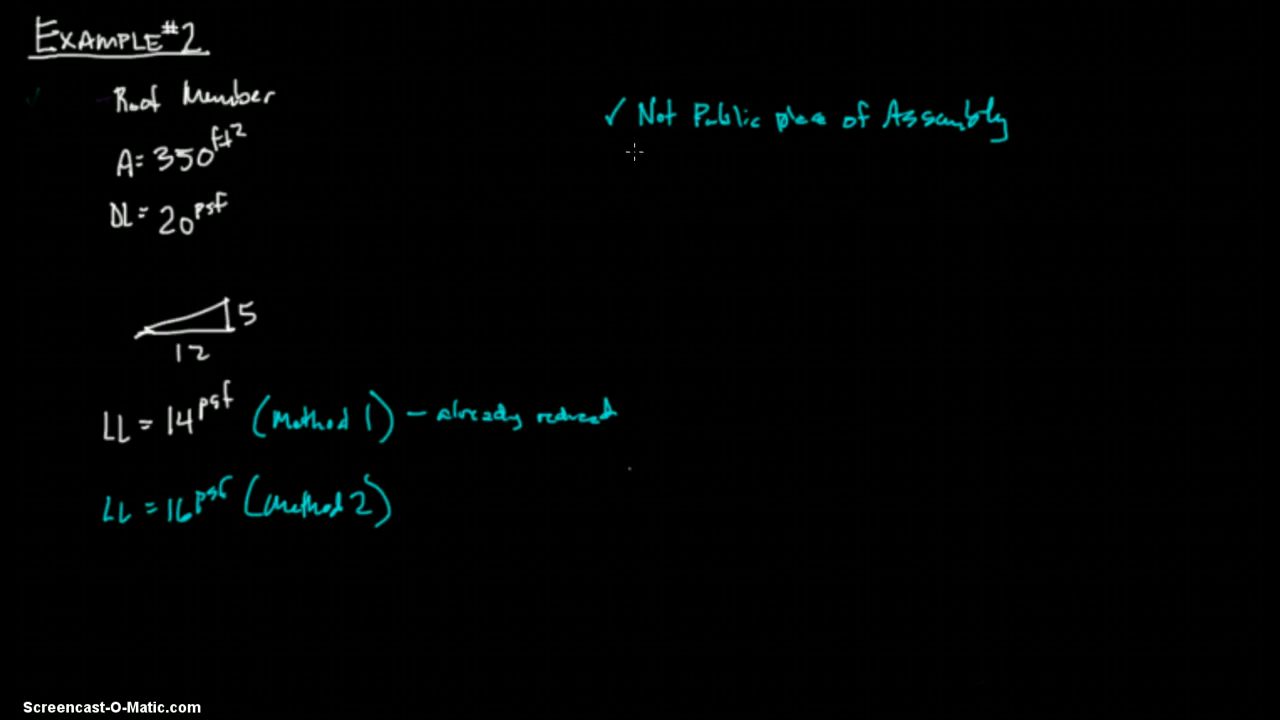 EXAMPLE #2
Roof Member
A = 350 ft2
DL = 20 psf
5
12
LL = 14 psf (Method 1) - already reduced
LL = 16 psf (Method 2)
✓ Not Public place of Assembly
Screencast-O-Matic.com